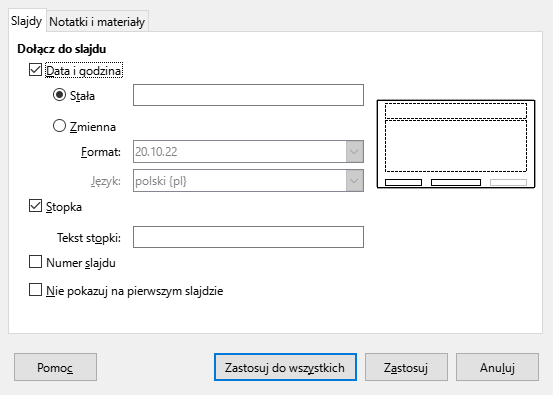 Slajdy Notatki i materiały
Dołącz do slajdu
Data i godzina
Stała
Zmienna
Format: 20.10.22
Język: polski {pl}
Stopka
Tekst stopki:
Numer slajdu
Nie pokazuj na pierwszym slajdzie
Pomoc Zastosuj do wszystkich Zastosuj Anuluj